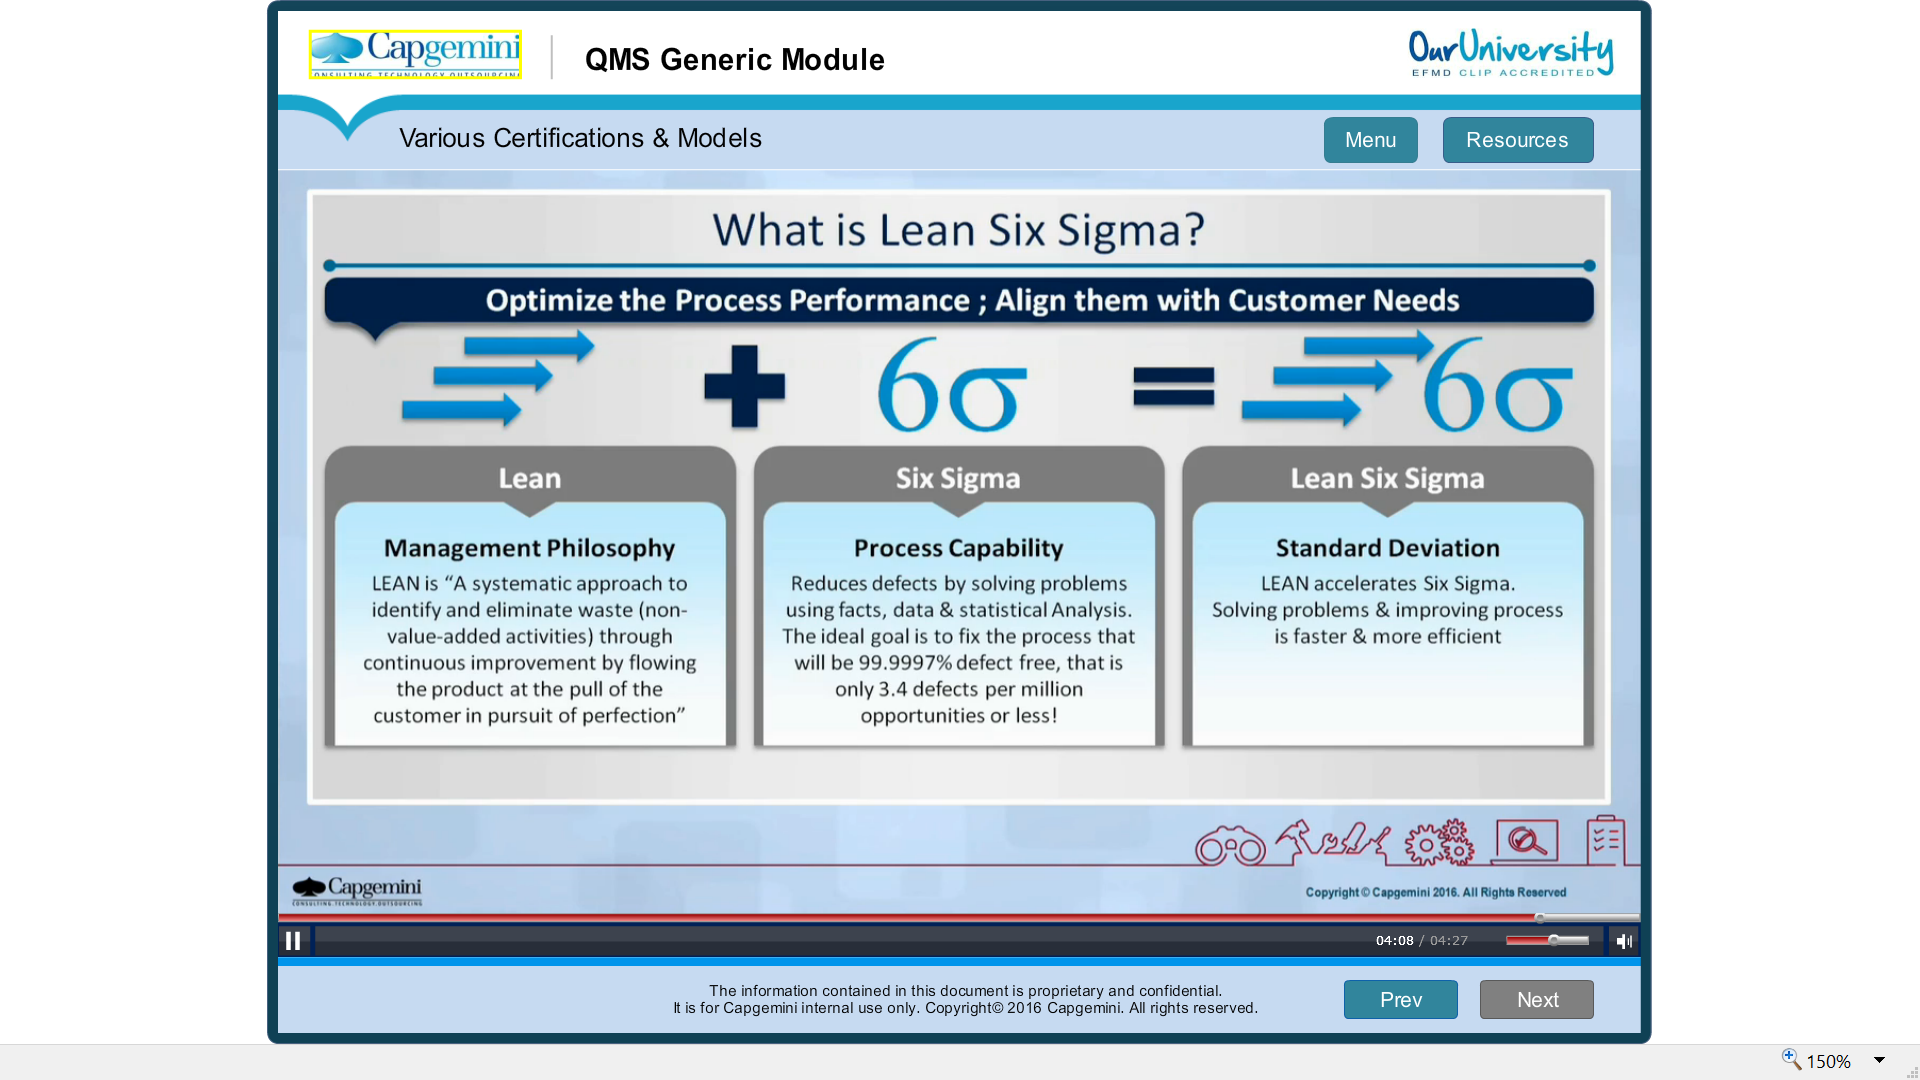 Capgemini
CONSULTING.TECHNOLOGY.OUTSOURCING
QMS Generic Module
OurUniversity
EFMD CLIP ACCREDITED
Various Certifications & Models
Menu
Resources
What is Lean Six Sigma?
Optimize the Process Performance ; Align them with Customer Needs
6σ
6σ
Lean
Management Philosophy
LEAN is “A systematic approach to
identify and eliminate waste (non-
value-added activities) through
continuous improvement by flowing
the product at the pull of the
customer in pursuit of perfection”
Six Sigma
Process Capability
Reduces defects by solving problems
using facts, data & statistical Analysis.
The ideal goal is to fix the process that
will be 99.9997% defect free, that is
only 3.4 defects per million
opportunities or less!
Lean Six Sigma
Standard Deviation
LEAN accelerates Six Sigma.
Solving problems & improving process
is faster & more efficient
Capgemini
CONSULTING.TECHNOLOGY.OUTSOURCING
Copyright © Capgemini 2016. All Rights Reserved
04:08 / 04:27
The information contained in this document is proprietary and confidential.
It is for Capgemini internal use only. Copyright© 2016 Capgemini. All rights reserved.
Prev
Next
150%